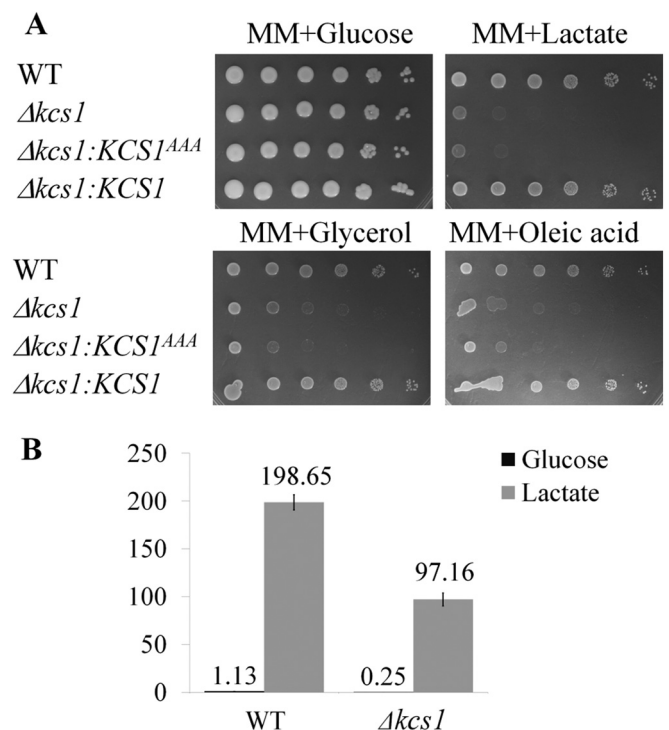 A
MM+Glucose MM+Lactate
WT
Δkcs1
Δkcs1:KCS1ᴬᴬᴬ
Δkcs1:KCS1
MM+Glycerol MM+Oleic acid
WT
Δkcs1
Δkcs1:KCS1ᴬᴬᴬ
Δkcs1:KCS1
B
250
200
150
100
50
0
198.65
97.16
1.13
0.25
Glucose
Lactate
WT Δkcs1